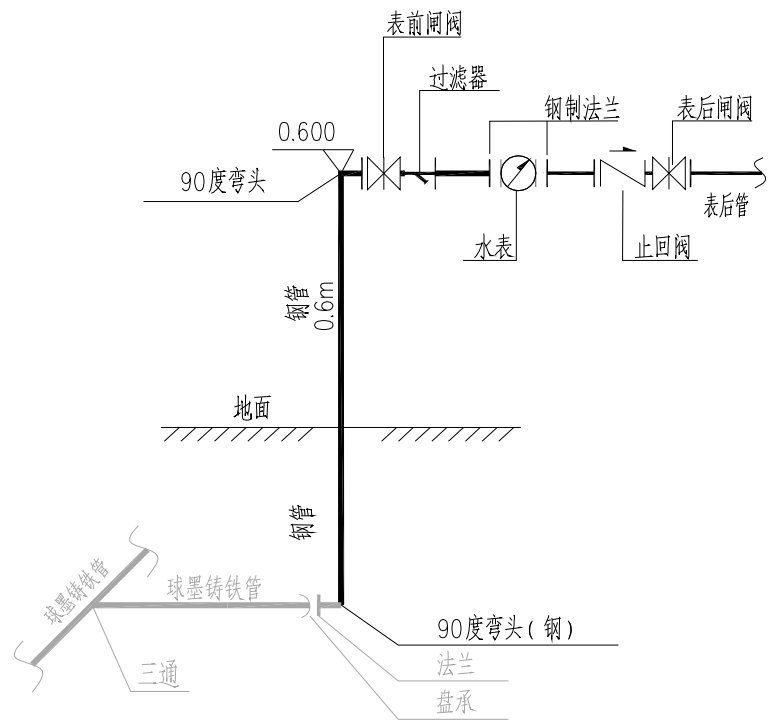 表前闸阀
过滤器
钢制法兰
表后闸阀
0.600
90度弯头
表后管
水表
止回阀
钢管
0.6m
地面
钢管
球墨铸铁管
球墨铸铁管
90度弯头(钢)
三通
法兰
盘承